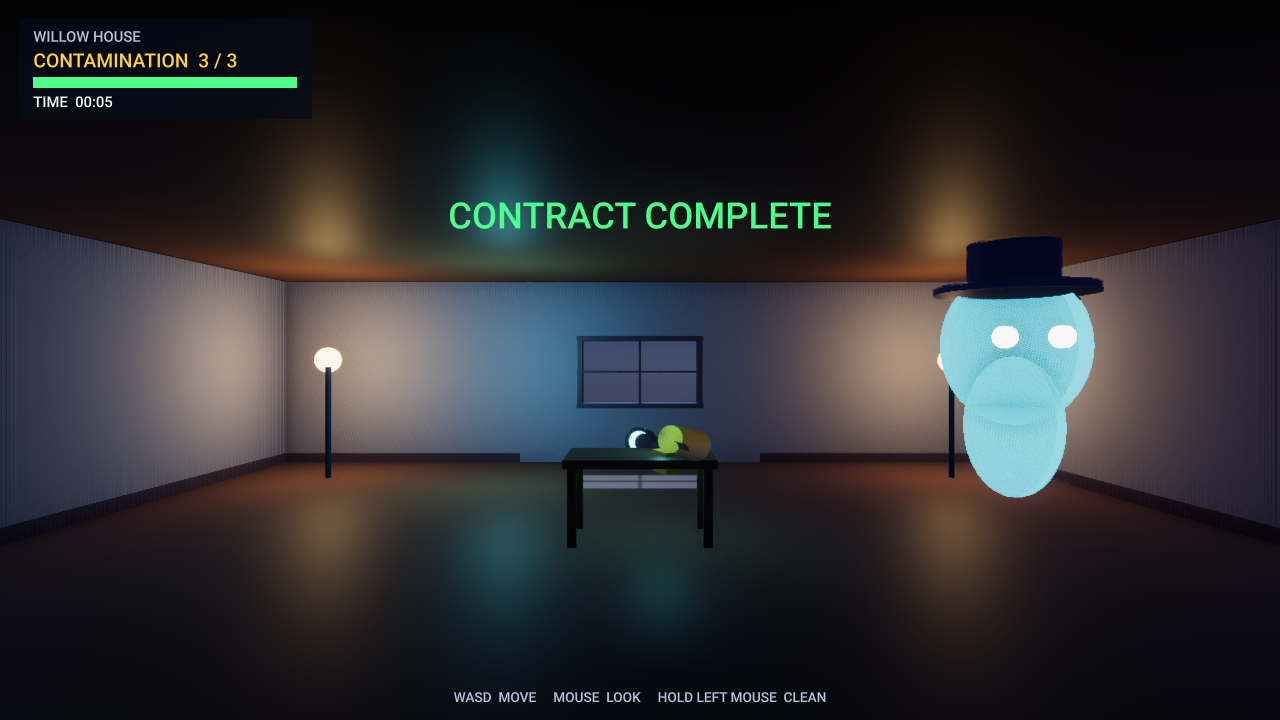 WILLOW HOUSE
CONTAMINATION 3 / 3
TIME 00:05
CONTRACT COMPLETE
WASD MOVE MOUSE LOOK HOLD LEFT MOUSE CLEAN